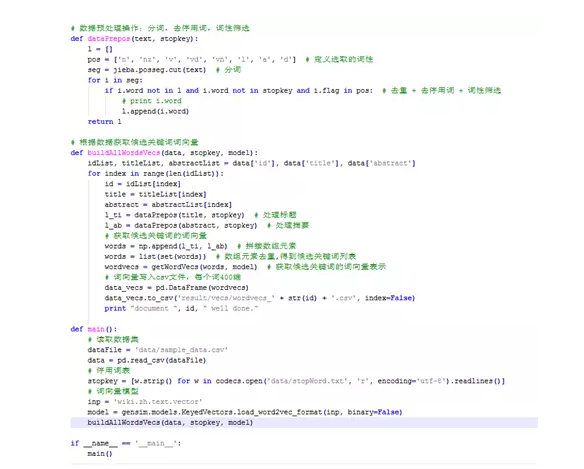 # 数据预处理操作：分词，去停用词，词性筛选
def dataPrepos(text, stopkey):
    l = []
    pos = ['n', 'nz', 'v', 'vd', 'vn', 'l', 'a', 'd']  # 定义选取的词性
    seg = jieba.posseg.cut(text)  # 分词
    for i in seg:
        if i.word not in l and i.word not in stopkey and i.flag in pos:  # 去重 + 去停用词 + 词性筛选
            # print i.word
            l.append(i.word)
    return l
# 根据数据获取候选关键词词向量
def buildAllWordsVecs(data, stopkey, model):
    idList, titleList, abstractList = data['id'], data['title'], data['abstract']
    for index in range(len(idList)):
        id = idList[index]
        title = titleList[index]
        abstract = abstractList[index]
        l_ti = dataPrepos(title, stopkey)  # 处理标题
        l_ab = dataPrepos(abstract, stopkey)  # 处理摘要
        # 获取候选关键词的词向量
        words = np.append(l_ti, l_ab)  # 拼接数组元素
        words = list(set(words))  # 数组元素去重,得到候选关键词列表
        wordvecs = getWordVecs(words, model)  # 获取候选关键词的词向量表示
        # 词向量写入csv文件，每个词400维
        data_vecs = pd.DataFrame(wordvecs)
        data_vecs.to_csv('result/vecs/wordvecs_' + str(id) + '.csv', index=False)
        print "document ", id, " well done."
def main():
    # 读取数据集
    dataFile = 'data/sample_data.csv'
    data = pd.read_csv(dataFile)
    # 停用词表
    stopkey = [w.strip() for w in codecs.open('data/stopWord.txt', 'r', encoding='utf-8').readlines()]
    # 词向量模型
    inp = 'wiki.zh.text.vector'
    model = gensim.models.KeyedVectors.load_word2vec_format(inp, binary=False)
    buildAllWordsVecs(data, stopkey, model)
if __name__ == '__main__':
    main()